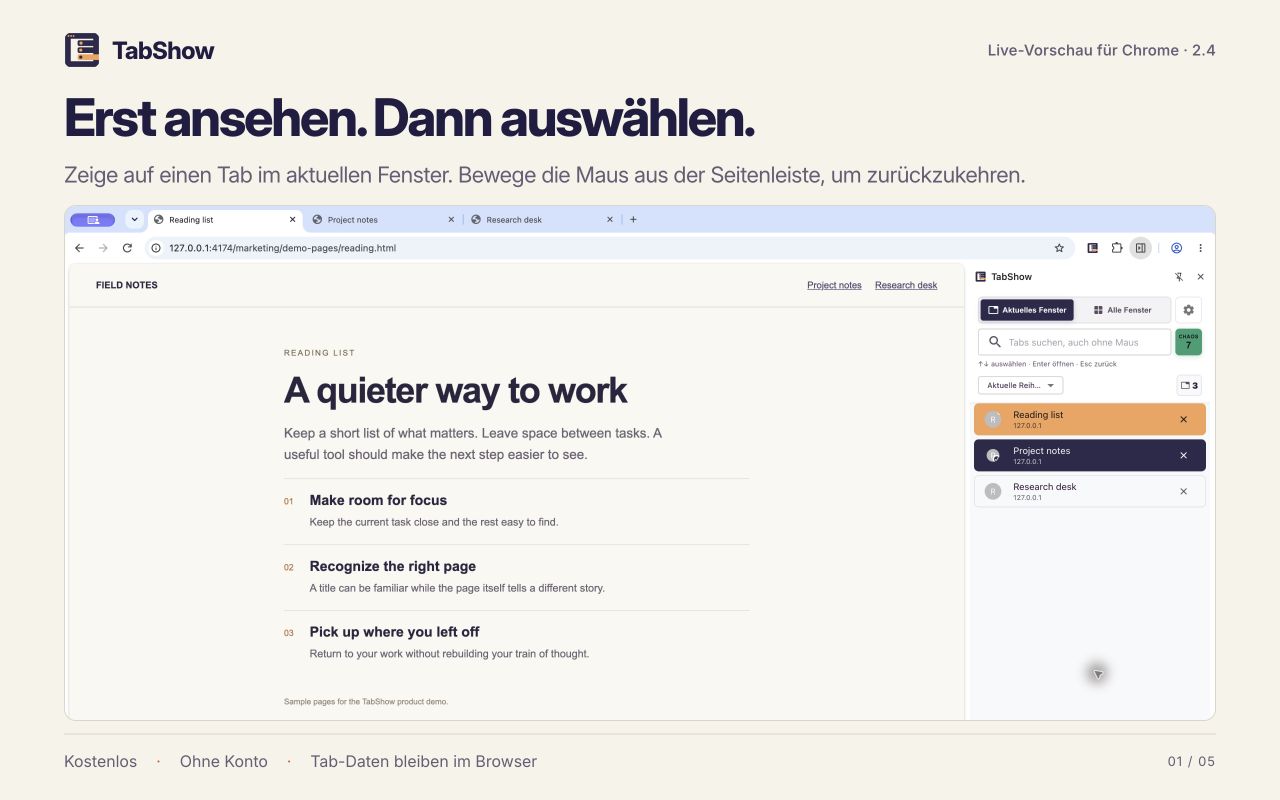 TabShow
Live-Vorschau für Chrome · 2.4
Erst ansehen. Dann auswählen.
Zeige auf einen Tab im aktuellen Fenster. Bewege die Maus aus der Seitenleiste, um zurückzukehren.
Reading list
Project notes
Research desk
127.0.0.1:4174/marketing/demo-pages/reading.html
FIELD NOTES
Project notes
Research desk
READING LIST
A quieter way to work
Keep a short list of what matters. Leave space between tasks. A
useful tool should make the next step easier to see.
01 Make room for focus
Keep the current task close and the rest easy to find.
02 Recognize the right page
A title can be familiar while the page itself tells a different story.
03 Pick up where you left off
Return to your work without rebuilding your train of thought.
Sample pages for the TabShow product demo.
TabShow
Aktuelles Fenster
Alle Fenster
Tabs suchen, auch ohne Maus
CHAOS
7
↑↓ auswählen · Enter öffnen · Esc zurück
Aktuelle Reih...
3
R
Reading list
127.0.0.1
Project notes
127.0.0.1
R
Research desk
127.0.0.1
Kostenlos · Ohne Konto · Tab-Daten bleiben im Browser
01 / 05